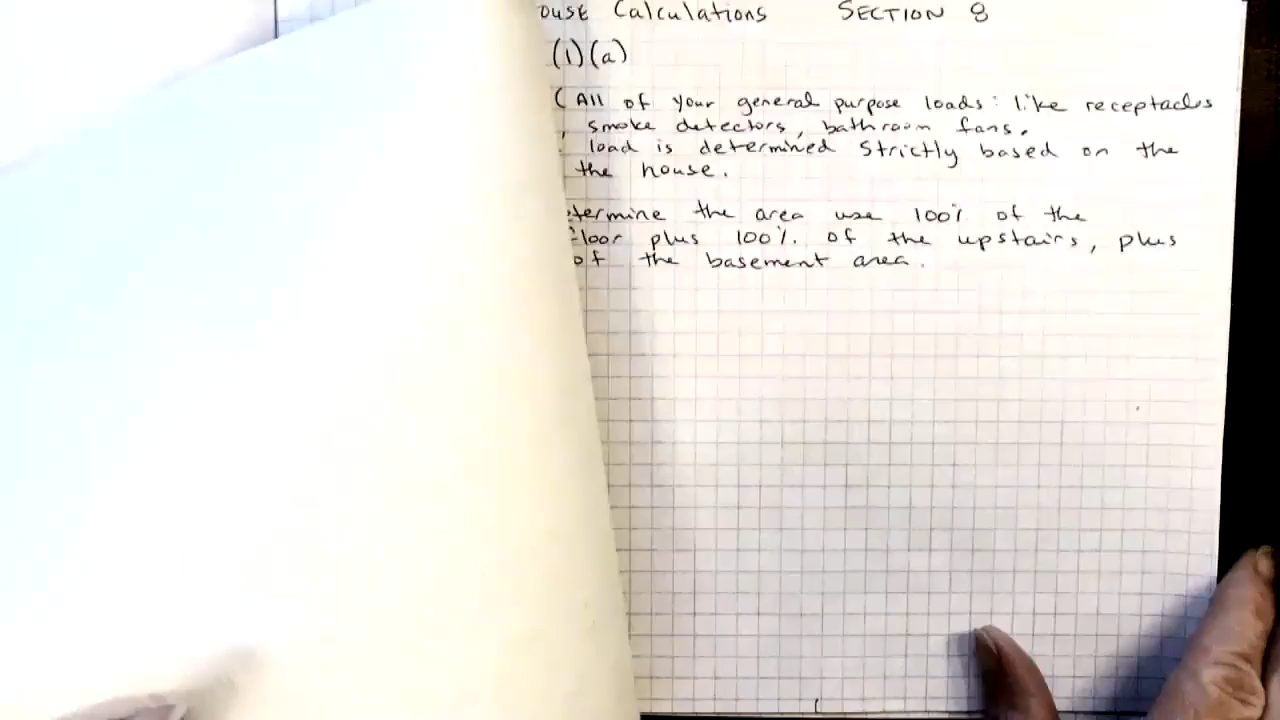 ouse Calculations SECTION 8
(1)(a)
(All of your general purpose loads: like receptacles
, smoke detectors, bathroom fans.
load is determined strictly based on the
the house.
termine the area use 100% of the
floor plus 100% of the upstairs, plus
of the basement area.